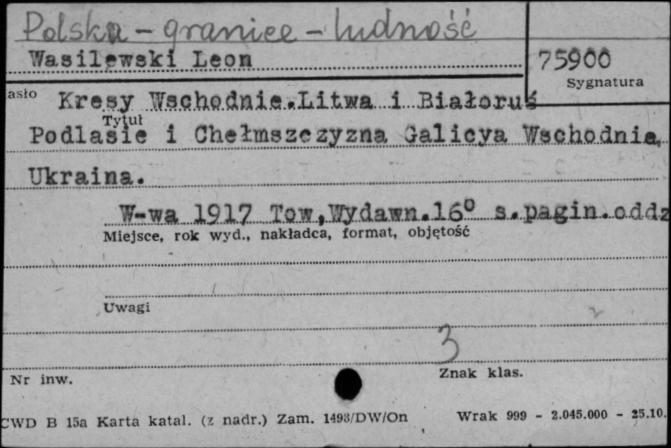 Polska - granice - ludność
Wasilewski Leon
75900
Sygnatura
asło
Kresy Wschodnie.Litwa i Białoruś
Tytuł
Podlasie i Chełmszczyzna Galicya Wschodnia,
Ukraina.
W-wa 1917 Tow,Wydawn.16⁰ s.pagin.oddz
Miejsce, rok wyd., nakładca, format, objętość
Uwagi
3
Nr inw.
Znak klas.
CWD B 15a Karta katal. (z nadr.) Zam. 1493/DW/On
Wrak 999 - 2.045.000 - 25.10.